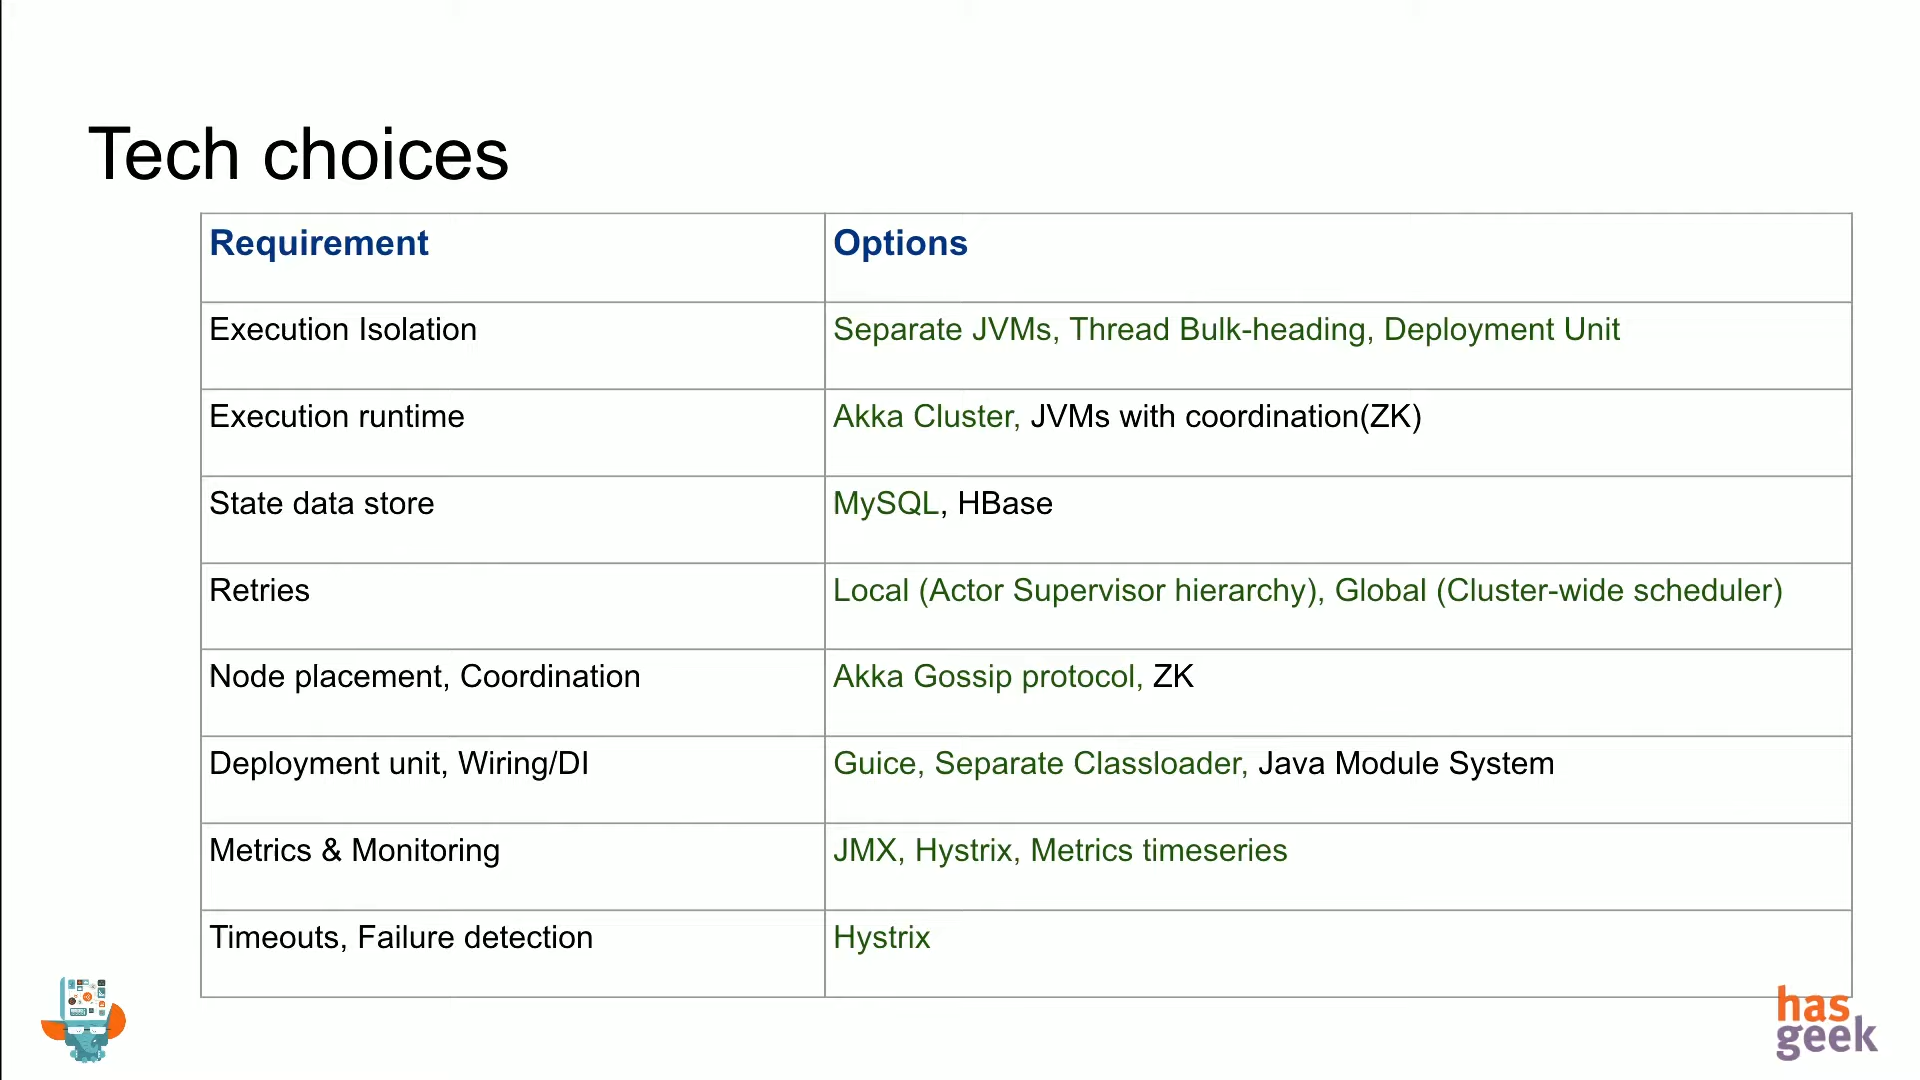 Tech choices
Requirement
Options
Execution Isolation
Separate JVMs, Thread Bulk-heading, Deployment Unit
Execution runtime
Akka Cluster, JVMs with coordination(ZK)
State data store
MySQL, HBase
Retries
Local (Actor Supervisor hierarchy), Global (Cluster-wide scheduler)
Node placement, Coordination
Akka Gossip protocol, ZK
Deployment unit, Wiring/DI
Guice, Separate Classloader, Java Module System
Metrics & Monitoring
JMX, Hystrix, Metrics timeseries
Timeouts, Failure detection
Hystrix
has
geek